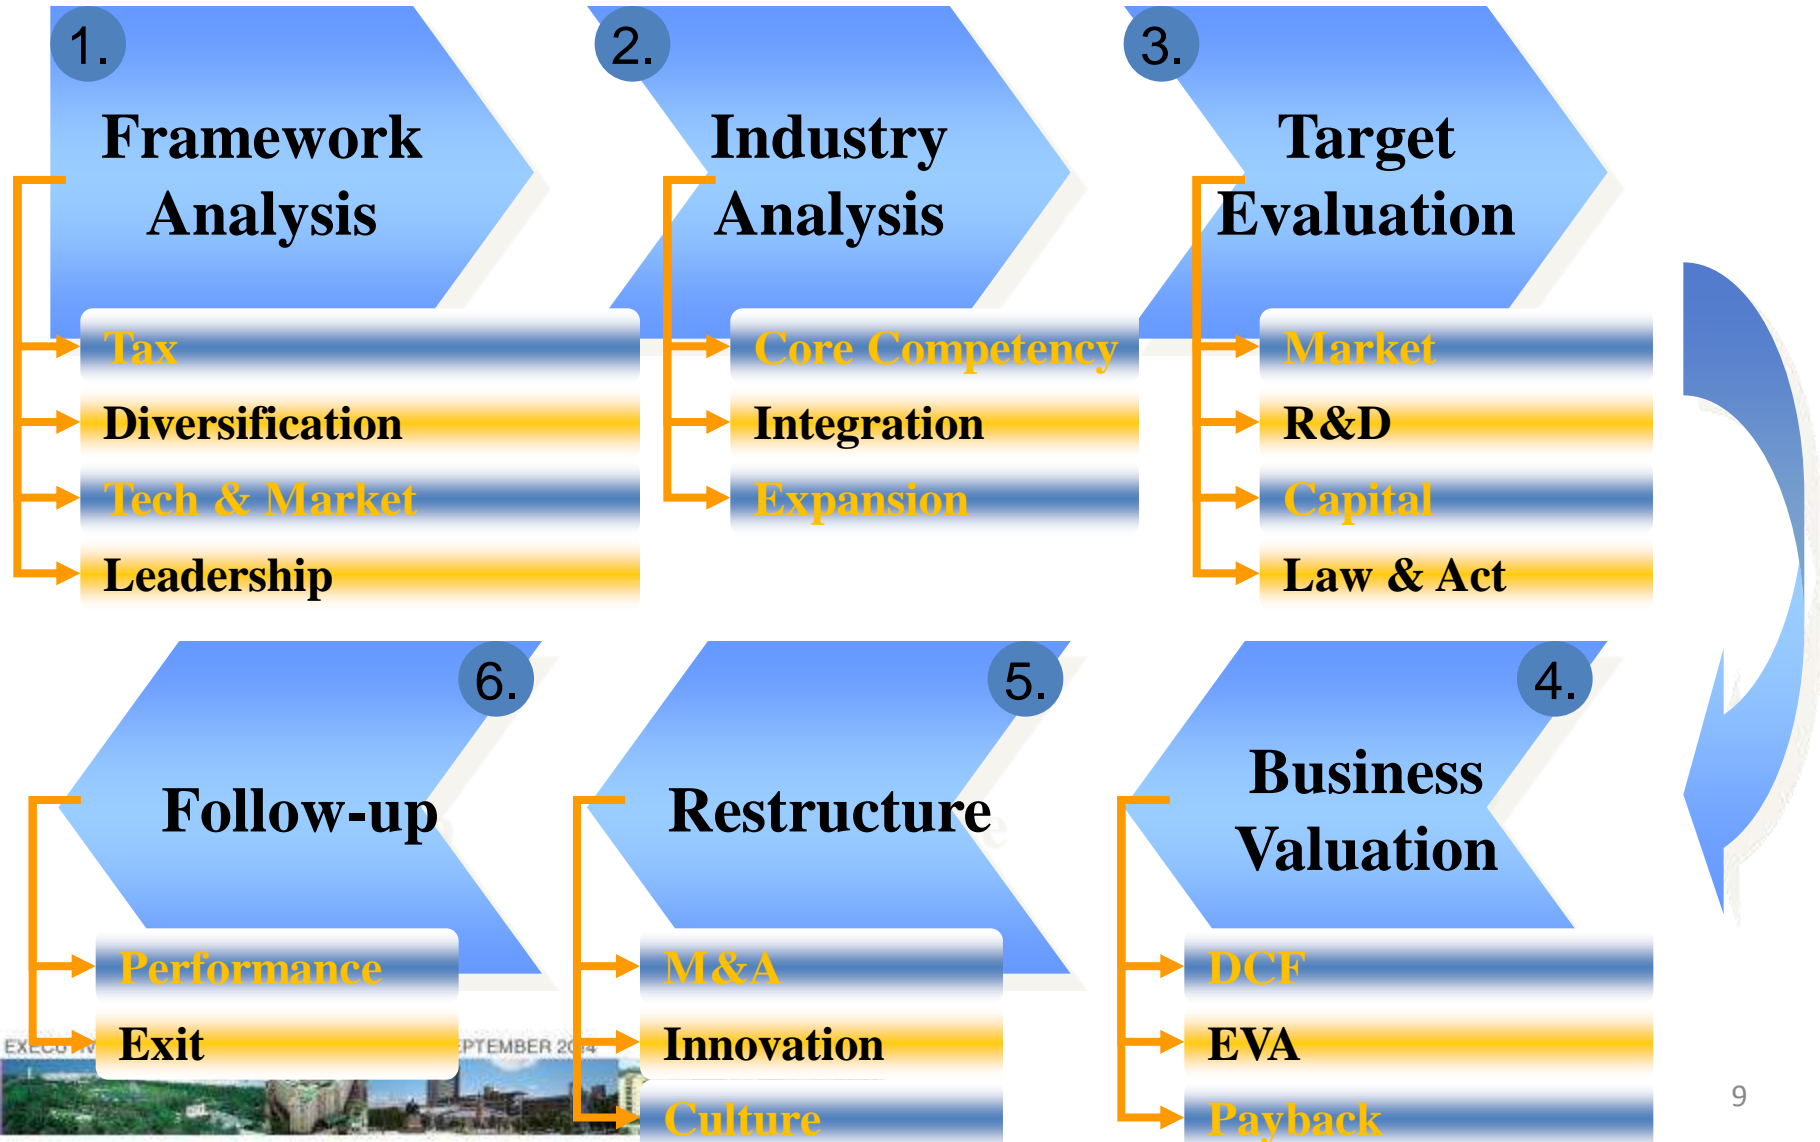 1.
Framework
Analysis
Tax
Diversification
Tech & Market
Leadership
2.
Industry
Analysis
Core Competency
Integration
Expansion
3.
Target
Evaluation
Market
R&D
Capital
Law & Act
4.
Business
Valuation
DCF
EVA
Payback
5.
Restructure
M&A
Innovation
Culture
6.
Follow-up
Performance
Exit
9